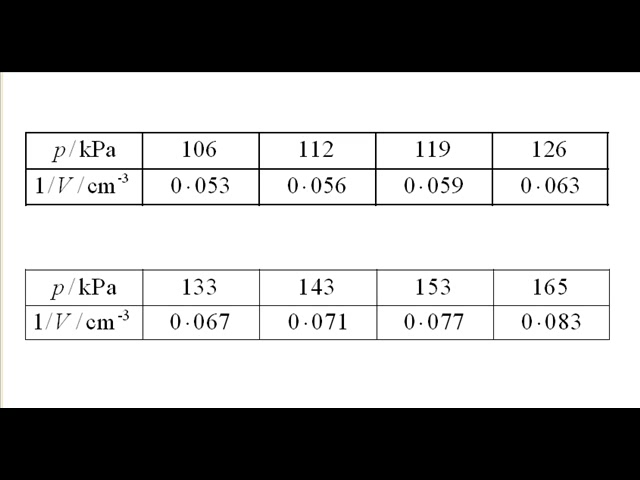 p/kPa 106 112 119 126
1/V/cm⁻³ 0·053 0·056 0·059 0·063
p/kPa 133 143 153 165
1/V/cm⁻³ 0·067 0·071 0·077 0·083